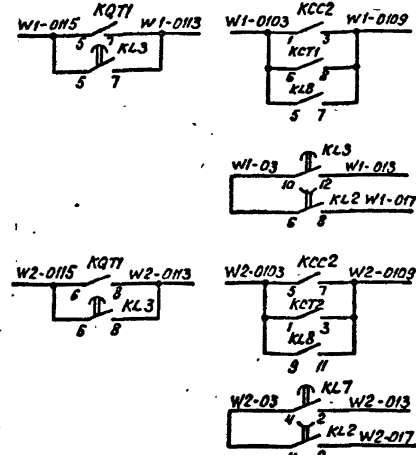 KQT1
W1-0115 W1-0113
5 7
KL3
5 7
KCC2
W1-0103 W1-0109
1 3
KCT1
6 8
KL8
5 7
KL3
W1-03 W1-013
10 12
KL2 W1-017
6 8
KQT1
W2-0115 W2-0113
6 8
KL3
6 8
KCC2
W2-0103 W2-0109
5 7
KCT2
1 3
KL8
9 11
KL7
W2-03 W2-013
4 2
KL2 W2-017